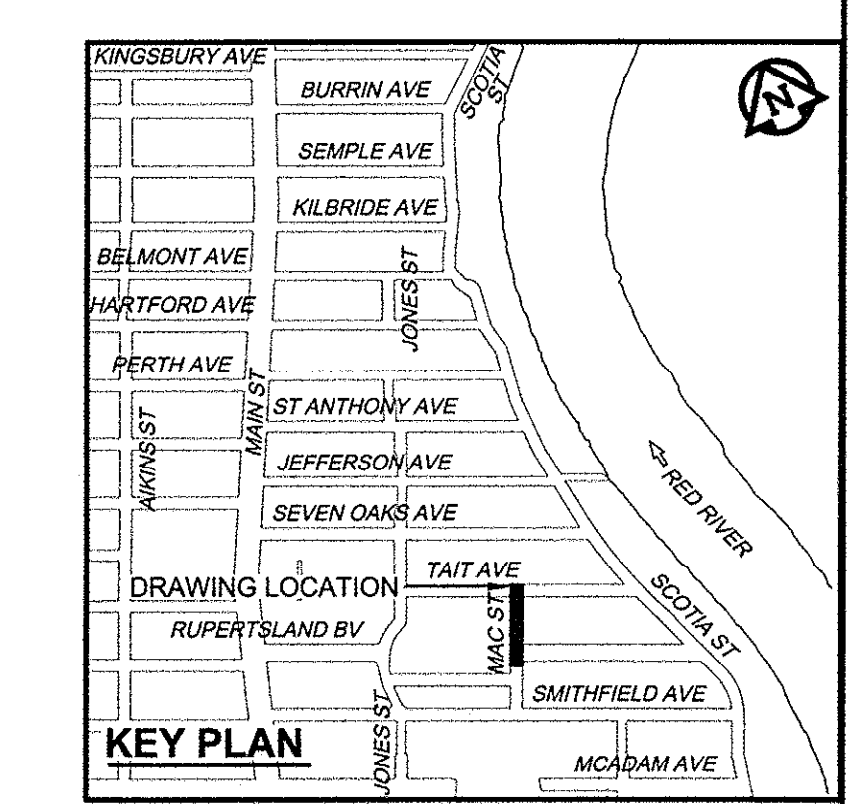 KINGSBURY AVE
SCOTIA
ST
BURRIN AVE
N
SEMPLE AVE
KILBRIDE AVE
BELMONT AVE
JONES ST
HARTFORD AVE
PERTH AVE
MAIN ST
ST ANTHONY AVE
AIKINS ST
JEFFERSON AVE
RED RIVER
SEVEN OAKS AVE
TAIT AVE
DRAWING LOCATION
SCOTIA ST
MAC ST
RUPERTSLAND BV
SMITHFIELD AVE
JONES ST
KEY PLAN
MCADAM AVE